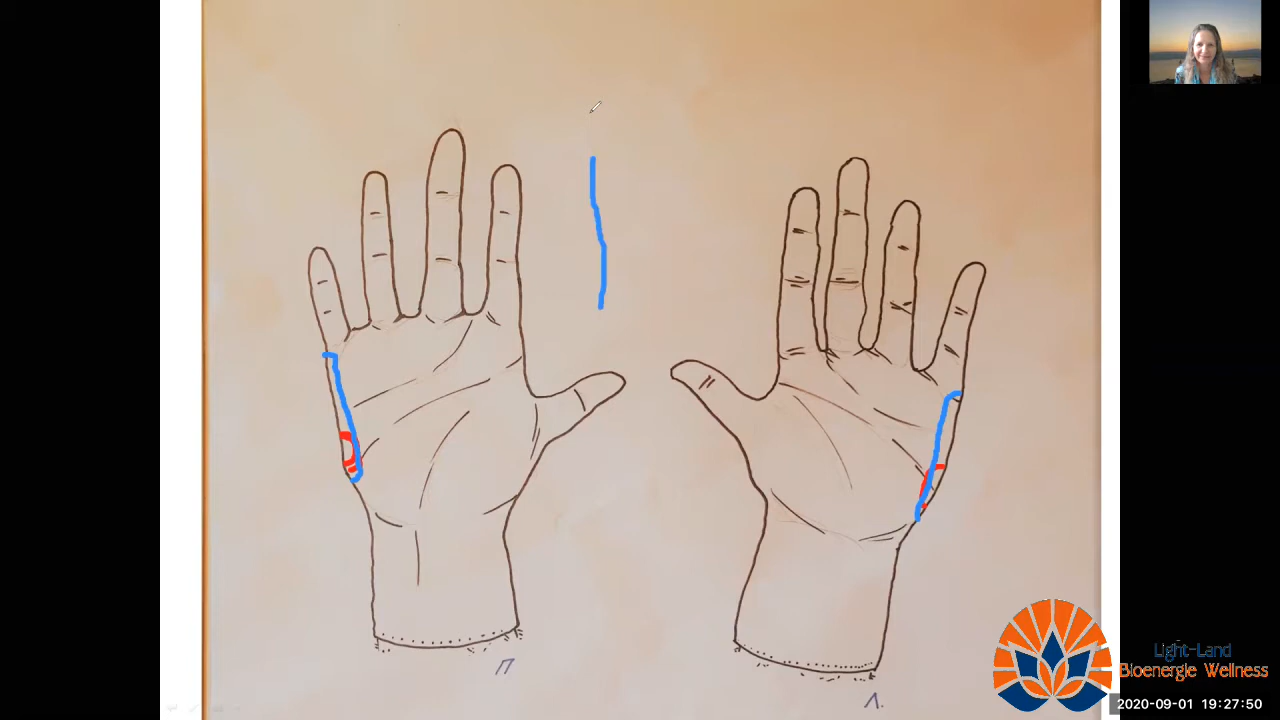 П
Л.
Light-Land
Bioenergie Wellness
2020-09-01 19:27:50